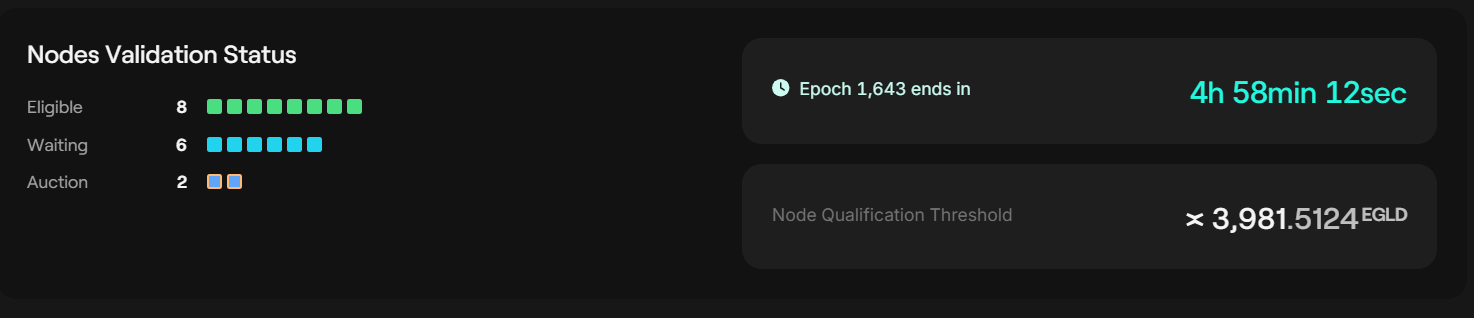 Nodes Validation Status
Eligible 8
Waiting 6
Auction 2
Epoch 1,643 ends in 4h 58min 12sec
Node Qualification Threshold 3,981.5124 EGLD